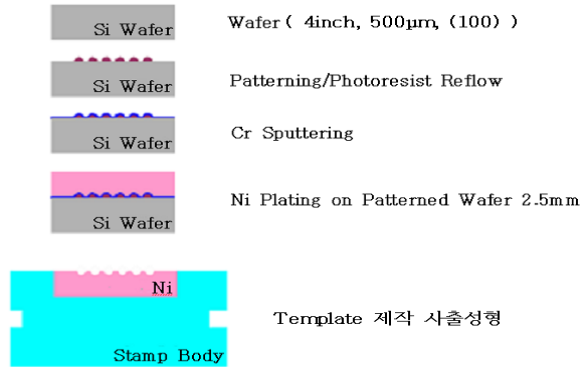 Si Wafer
Wafer ( 4inch, 500μm, (100) )
Si Wafer
Patterning/Photoresist Reflow
Si Wafer
Cr Sputtering
Si Wafer
Ni Plating on Patterned Wafer 2.5mm
Ni
Template 제작 사출성형
Stamp Body